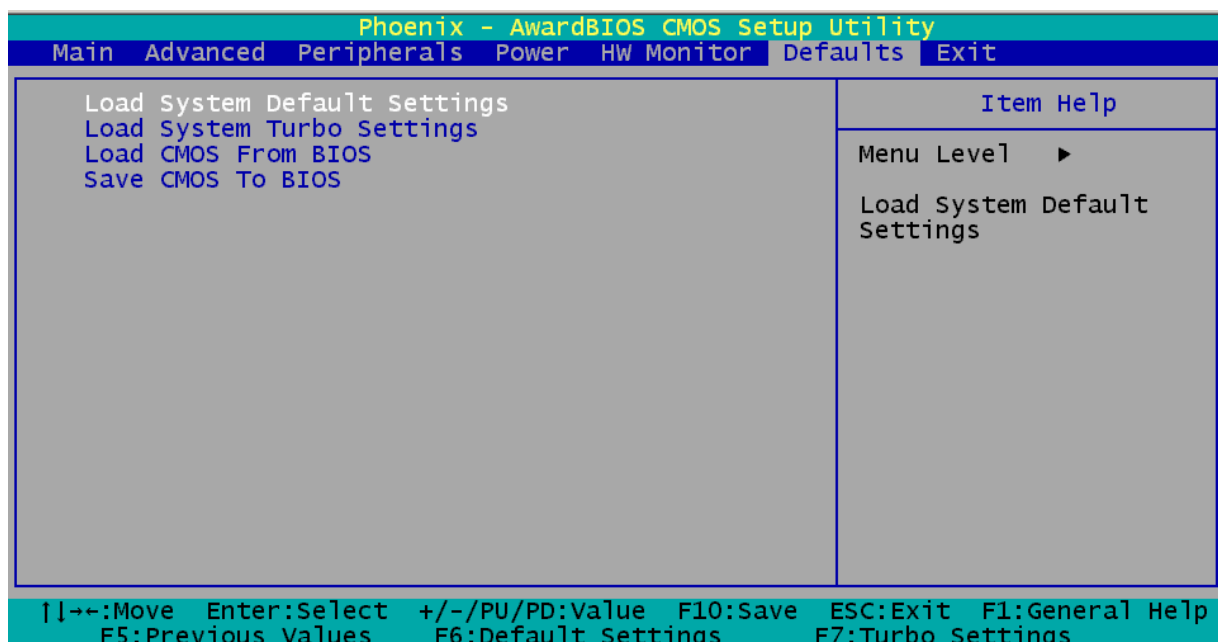 Phoenix - AwardBIOS CMOS Setup Utility
Main Advanced Peripherals Power HW Monitor Defaults Exit
Load System Default Settings
Load System Turbo Settings
Load CMOS From BIOS
Save CMOS To BIOS
Item Help
Menu Level ▶
Load System Default
Settings
↑↓→←:Move Enter:Select +/-/PU/PD:Value F10:Save ESC:Exit F1:General Help
F5:Previous Values F6:Default Settings F7:Turbo Settings